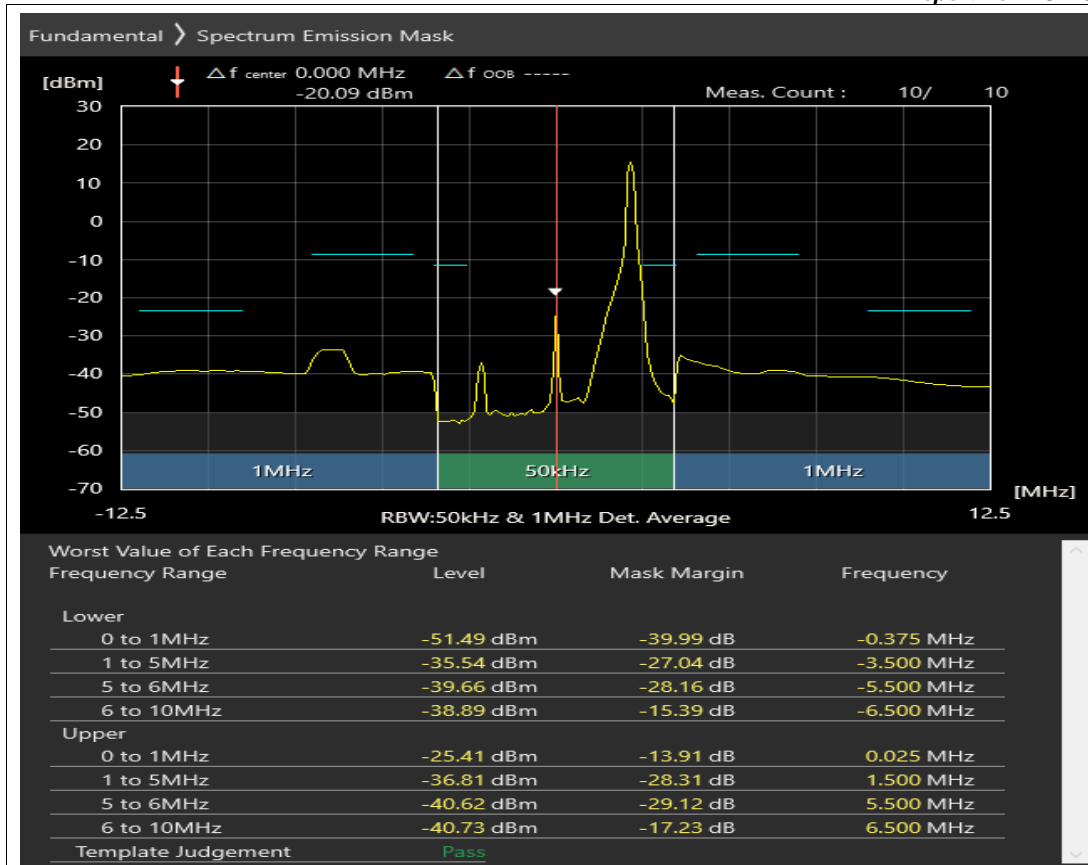 Fundamental 》 Spectrum Emission Mask
[dBm] △ f center 0.000 MHz △ f OOB -----
-20.09 dBm Meas. Count : 10/ 10
30
20
10
0
-10
-20
-30
-40
-50
-60
-70
1MHz 50kHz 1MHz
[MHz]
-12.5 RBW:50kHz & 1MHz Det. Average 12.5
Worst Value of Each Frequency Range
Frequency Range Level Mask Margin Frequency
Lower
0 to 1MHz -51.49 dBm -39.99 dB -0.375 MHz
1 to 5MHz -35.54 dBm -27.04 dB -3.500 MHz
5 to 6MHz -39.66 dBm -28.16 dB -5.500 MHz
6 to 10MHz -38.89 dBm -15.39 dB -6.500 MHz
Upper
0 to 1MHz -25.41 dBm -13.91 dB 0.025 MHz
1 to 5MHz -36.81 dBm -28.31 dB 1.500 MHz
5 to 6MHz -40.62 dBm -29.12 dB 5.500 MHz
6 to 10MHz -40.73 dBm -17.23 dB 6.500 MHz
Template Judgement Pass